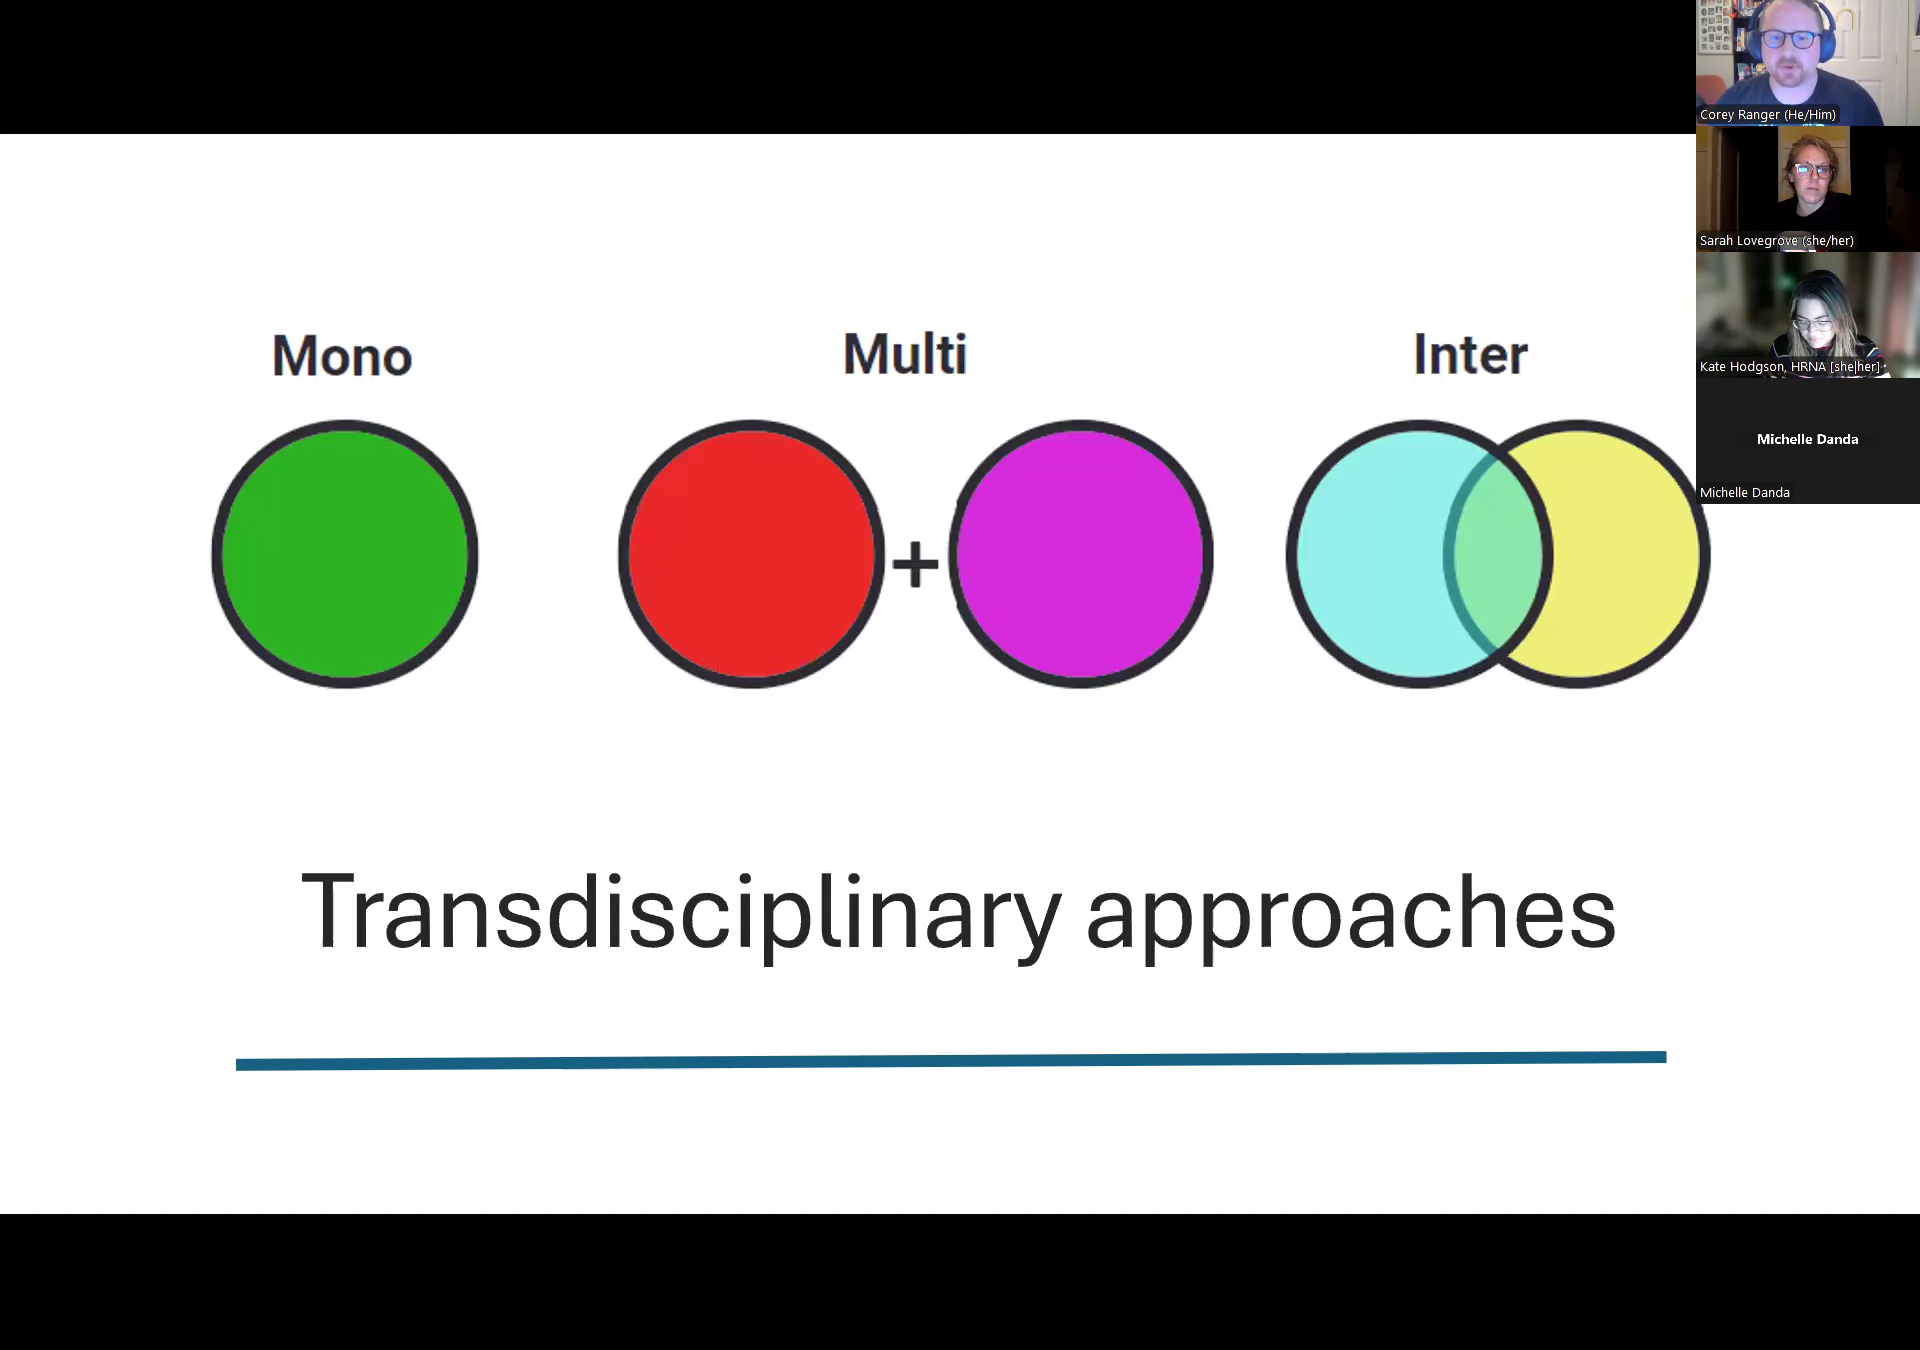 Mono
Multi
Inter
+
Transdisciplinary approaches
Corey Ranger (He/Him)
Sarah Lovegrove (she/her)
Kate Hodgson, HRNA [she|her]
Michelle Danda
Michelle Danda